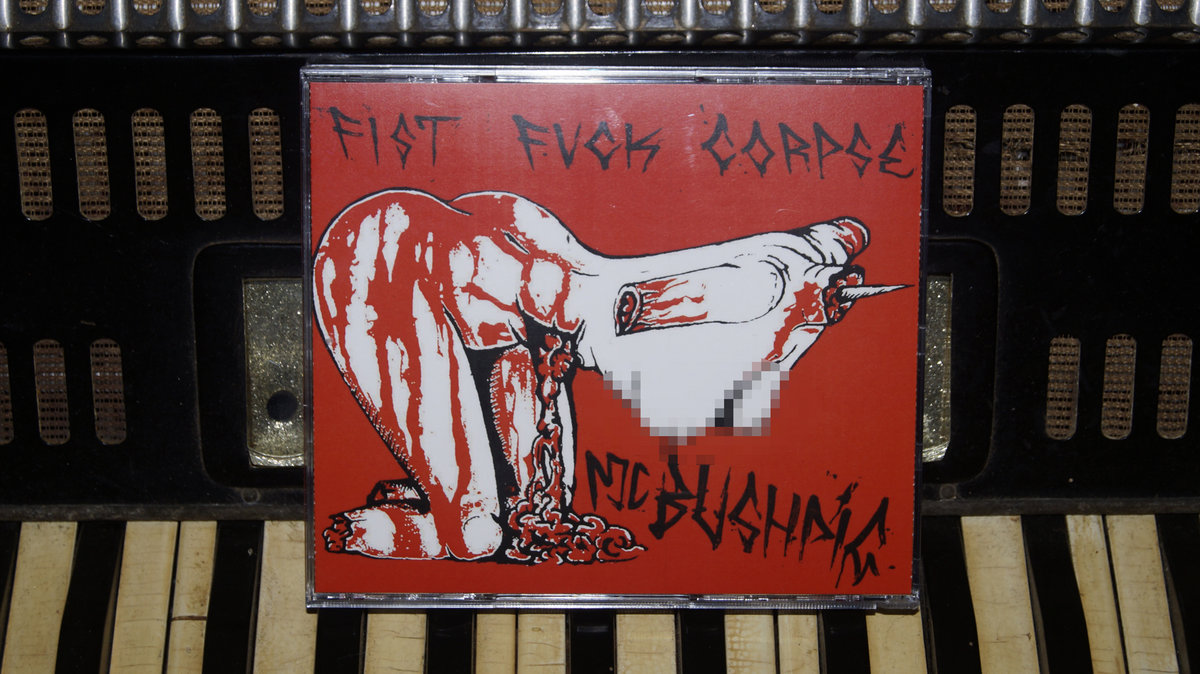 FIST FUCK CORPSE
MC BUSHPIG